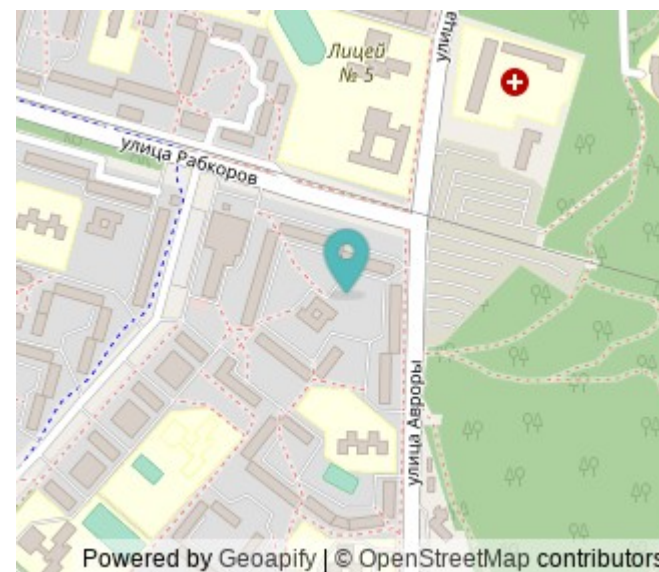 Лицей
№ 5
улица
улица Рабкоров
улица Авроры
Powered by Geoapify | © OpenStreetMap contributors